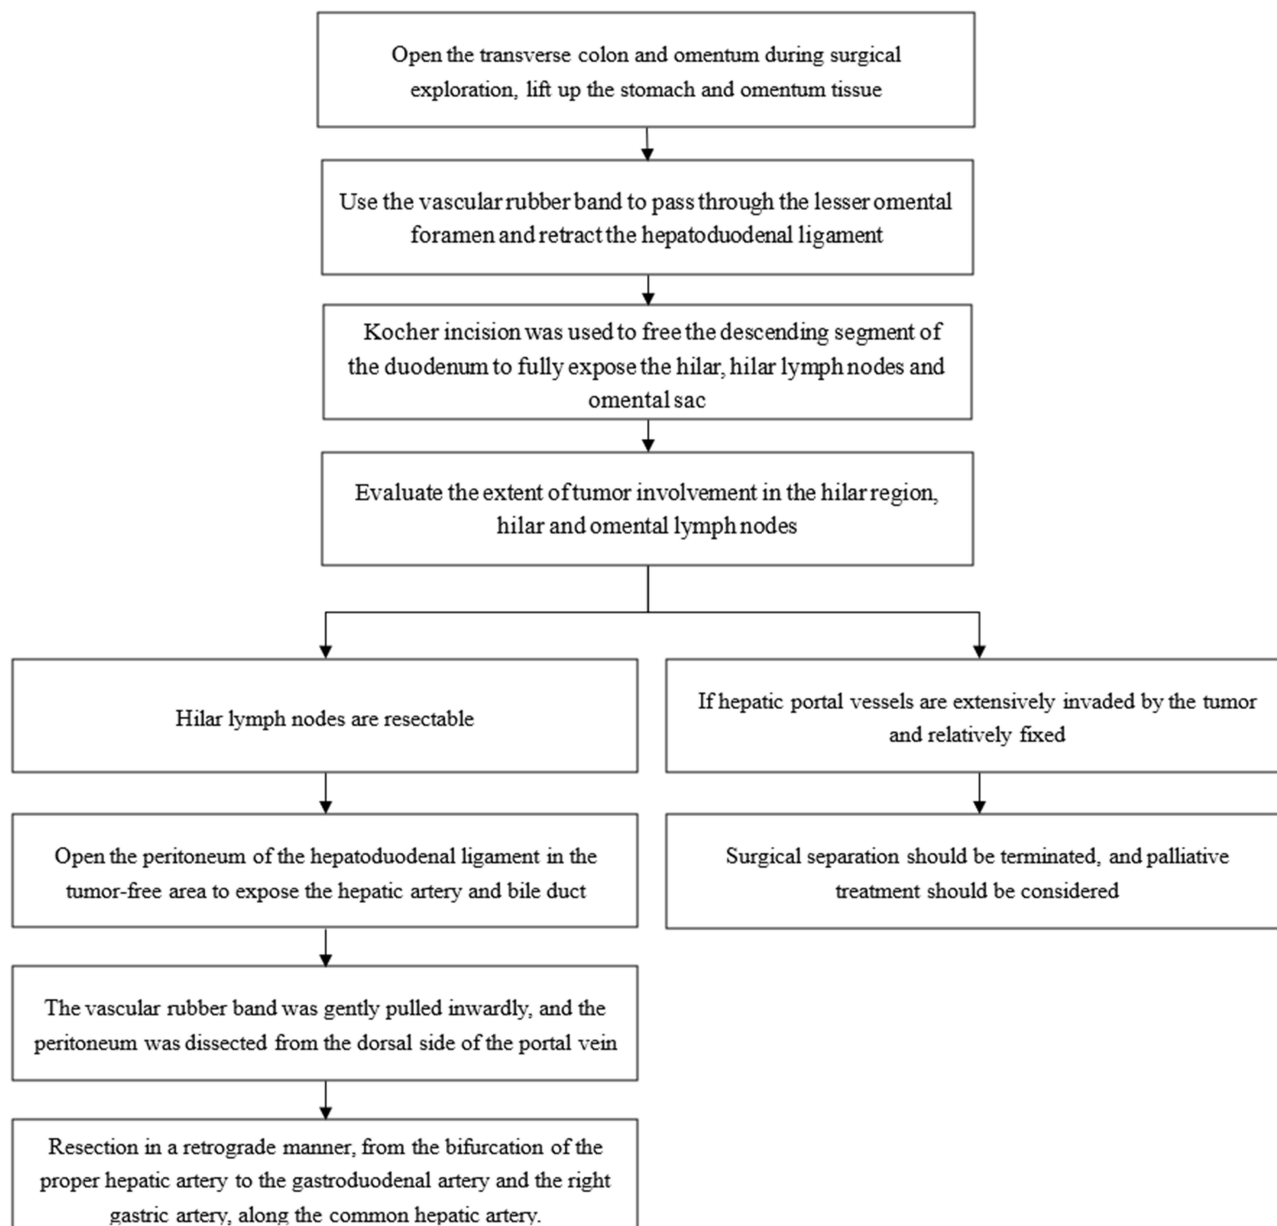 Open the transverse colon and omentum during surgical
exploration, lift up the stomach and omentum tissue
Use the vascular rubber band to pass through the lesser omental
foramen and retract the hepatoduodenal ligament
Kocher incision was used to free the descending segment of
the duodenum to fully expose the hilar, hilar lymph nodes and
omental sac
Evaluate the extent of tumor involvement in the hilar region,
hilar and omental lymph nodes
Hilar lymph nodes are resectable
If hepatic portal vessels are extensively invaded by the tumor
and relatively fixed
Open the peritoneum of the hepatoduodenal ligament in the
tumor-free area to expose the hepatic artery and bile duct
Surgical separation should be terminated, and palliative
treatment should be considered
The vascular rubber band was gently pulled inwardly, and the
peritoneum was dissected from the dorsal side of the portal vein
Resection in a retrograde manner, from the bifurcation of the
proper hepatic artery to the gastroduodenal artery and the right
gastric artery, along the common hepatic artery.